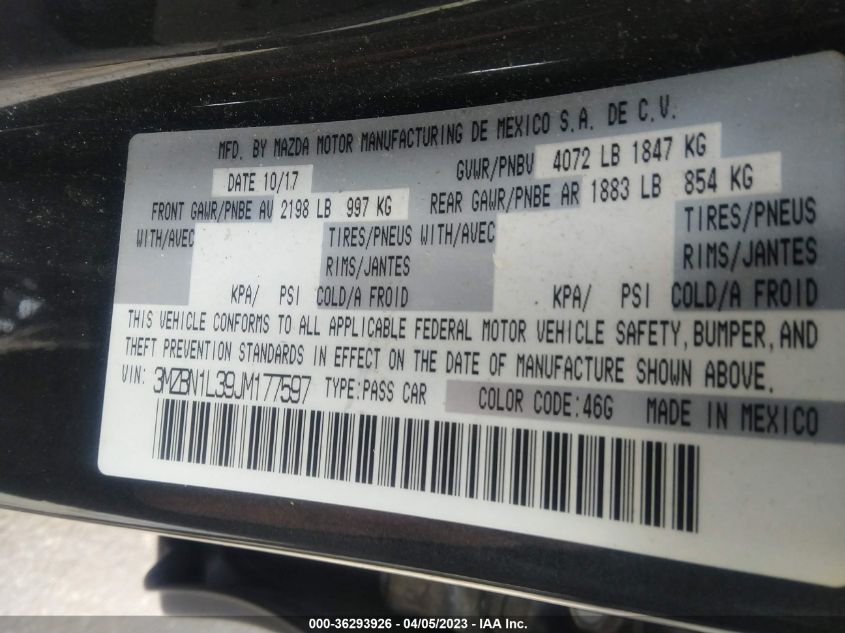 MFD. BY MAZDA MOTOR MANUFACTURING DE MEXICO S.A. DE C.V.
DATE 10/17 GVWR/PNBV 4072 LB 1847 KG
FRONT GAWR/PNBE AV 2198 LB 997 KG REAR GAWR/PNBE AR 1883 LB 854 KG
WITH/AVEC TIRES/PNEUS WITH/AVEC TIRES/PNEUS
RIMS/JANTES RIMS/JANTES
KPA/ PSI COLD/A FROID KPA/ PSI COLD/A FROID
THIS VEHICLE CONFORMS TO ALL APPLICABLE FEDERAL MOTOR VEHICLE SAFETY, BUMPER, AND
THEFT PREVENTION STANDARDS IN EFFECT ON THE DATE OF MANUFACTURE SHOWN ABOVE.
VIN: 3MZBN1L39JM177597 TYPE:PASS CAR COLOR CODE:46G MADE IN MEXICO
000-36293926 - 04/05/2023 - © IAA Inc.